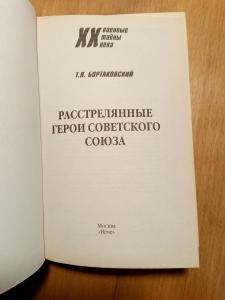 XX военные
тайны
века
Т.В. БОРТАКОВСКИЙ
РАССТРЕЛЯННЫЕ
ГЕРОИ СОВЕТСКОГО
СОЮЗА
Москва
«Вече»